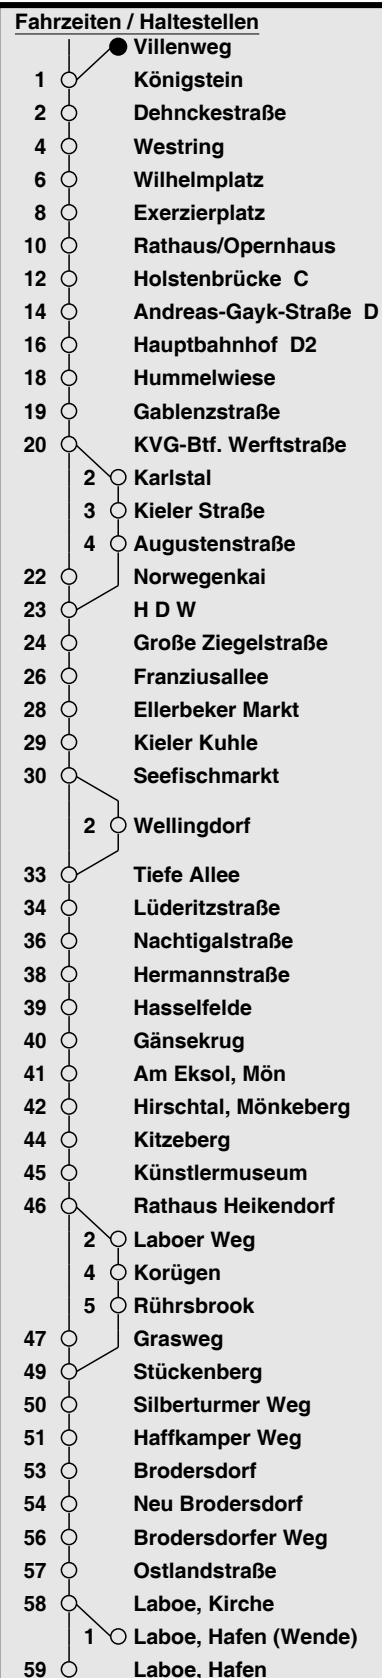 Fahrzeiten / Haltestellen
Villenweg
1 Königstein
2 Dehnckestraße
4 Westring
6 Wilhelmplatz
8 Exerzierplatz
10 Rathaus/Opernhaus
12 Holstenbrücke C
14 Andreas-Gayk-Straße D
16 Hauptbahnhof D2
18 Hummelwiese
19 Gablenzstraße
20 KVG-Btf. Werftstraße
2 Karlstal
3 Kieler Straße
4 Augustenstraße
22 Norwegenkai
23 H D W
24 Große Ziegelstraße
26 Franziusallee
28 Ellerbeker Markt
29 Kieler Kuhle
30 Seefischmarkt
2 Wellingdorf
33 Tiefe Allee
34 Lüderitzstraße
36 Nachtigalstraße
38 Hermannstraße
39 Hasselfelde
40 Gänsekrug
41 Am Eksol, Mön
42 Hirschtal, Mönkeberg
44 Kitzeberg
45 Künstlermuseum
46 Rathaus Heikendorf
2 Laboer Weg
4 Korügen
5 Rührsbrook
47 Grasweg
49 Stückenberg
50 Silberturmer Weg
51 Haffkamper Weg
53 Brodersdorf
54 Neu Brodersdorf
56 Brodersdorfer Weg
57 Ostlandstraße
58 Laboe, Kirche
1 Laboe, Hafen (Wende)
59 Laboe, Hafen